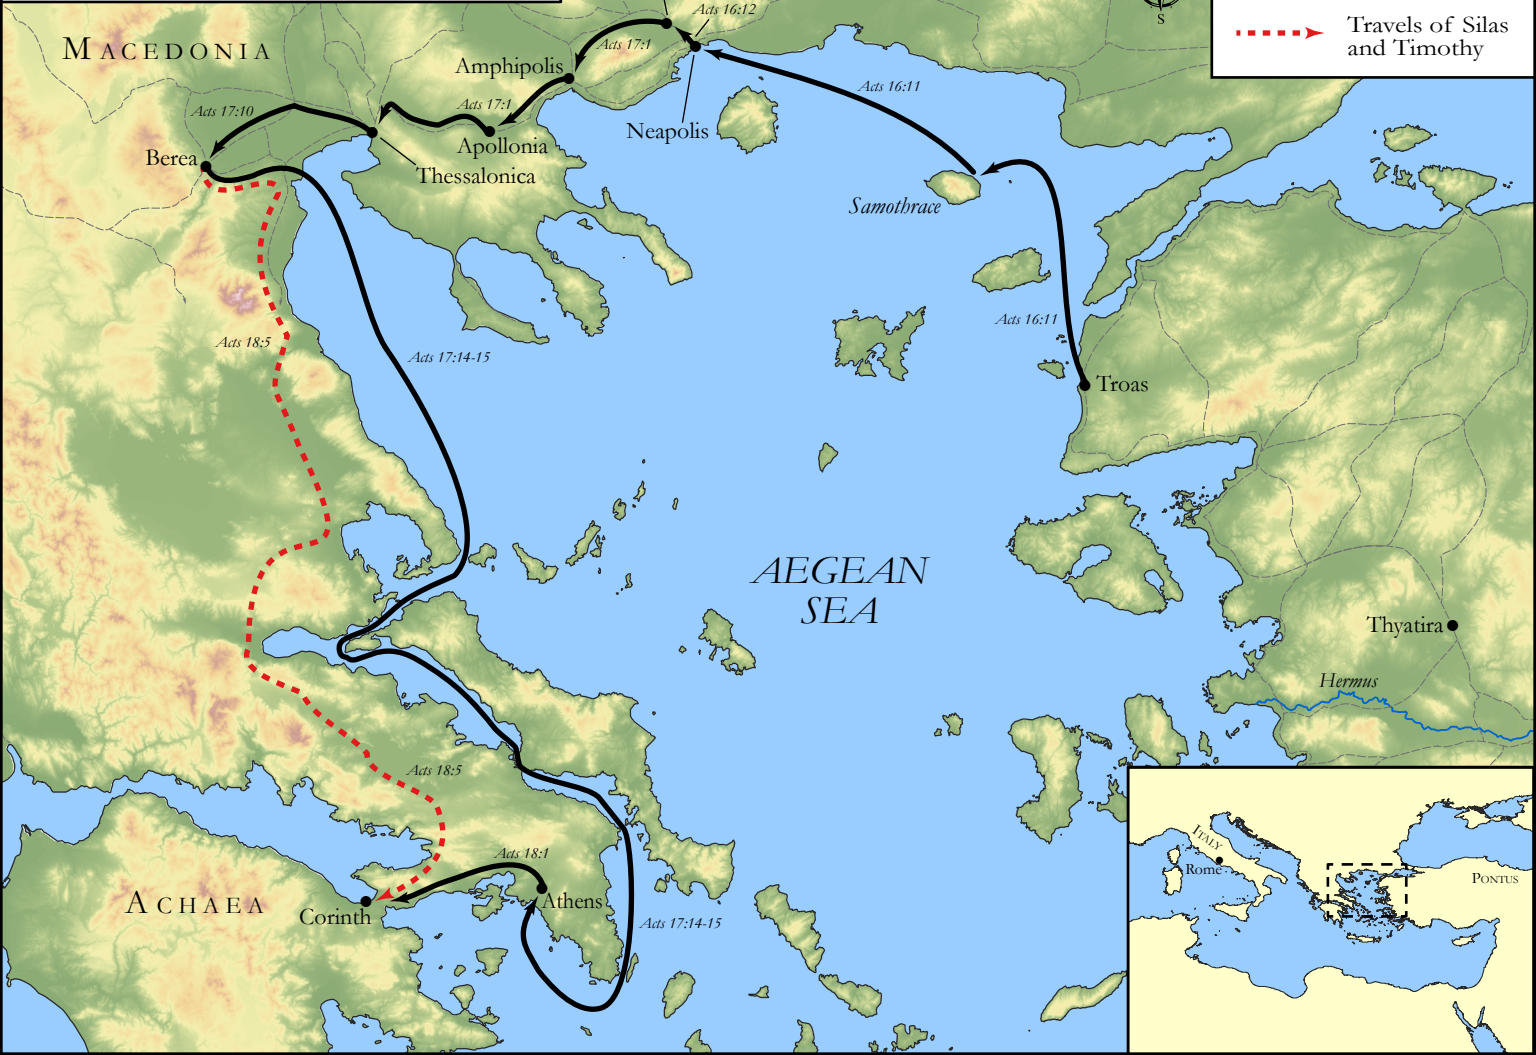 Acts 16:12
S
Travels of Silas
and Timothy
MACEDONIA
Acts 17:1
Amphipolis
Acts 16:11
Acts 17:10
Acts 17:1
Neapolis
Berea
Apollonia
Thessalonica
Samothrace
Acts 16:11
Acts 18:5
Acts 17:14-15
Troas
AEGEAN
SEA
Thyatira
Hermus
Acts 18:5
Acts 18:1
ACHAEA
Corinth
Athens
Acts 17:14-15
ITALY
Rome
PONTUS